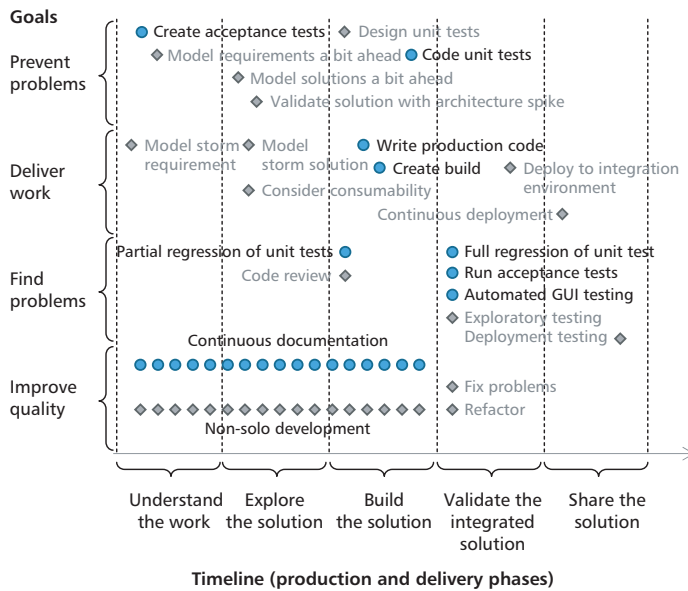 Goals
Prevent
problems
Create acceptance tests
Design unit tests
Model requirements a bit ahead
Code unit tests
Model solutions a bit ahead
Validate solution with architecture spike
Deliver
work
Model storm
requirement
Model
storm solution
Write production code
Create build
Deploy to integration
environment
Consider consumability
Continuous deployment
Find
problems
Partial regression of unit tests
Full regression of unit test
Code review
Run acceptance tests
Automated GUI testing
Exploratory testing
Deployment testing
Improve
quality
Continuous documentation
Fix problems
Refactor
Non-solo development
Understand
the work
Explore
the solution
Build
the solution
Validate the
integrated
solution
Share the
solution
Timeline (production and delivery phases)